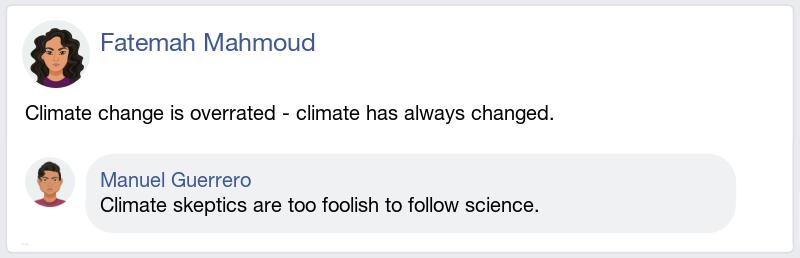 Fatemah Mahmoud
Climate change is overrated - climate has always changed.
Manuel Guerrero
Climate skeptics are too foolish to follow science.